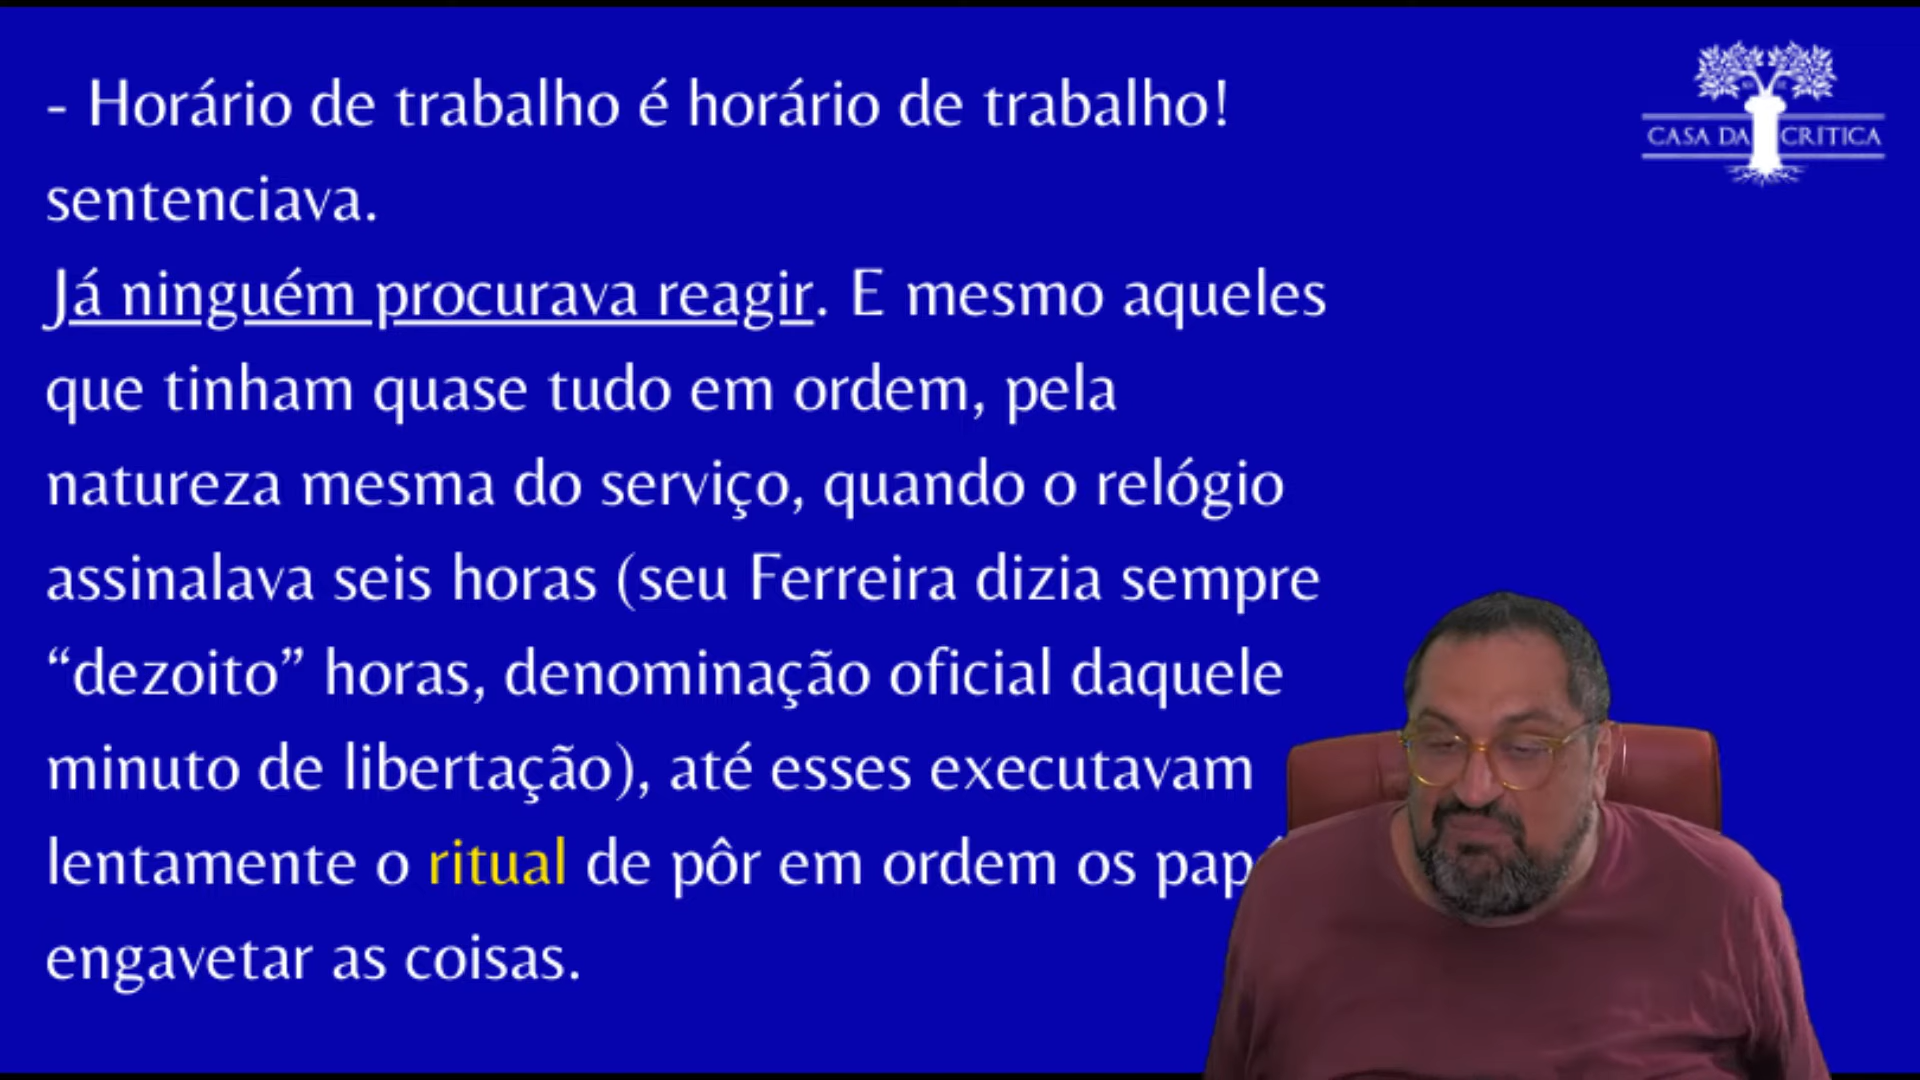 - Horário de trabalho é horário de trabalho!
sentenciava.
Já ninguém procurava reagir. E mesmo aqueles
que tinham quase tudo em ordem, pela
natureza mesma do serviço, quando o relógio
assinalava seis horas (seu Ferreira dizia sempre
“dezoito” horas, denominação oficial daquele
minuto de libertação), até esses executavam
lentamente o ritual de pôr em ordem os
engavetar as coisas.
CASA DA CRÍTICA